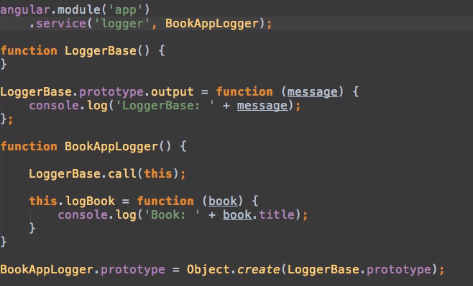 angular.module('app')
    .service('logger', BookAppLogger);
function LoggerBase() {
}
LoggerBase.prototype.output = function (message) {
    console.log('LoggerBase: ' + message);
};
function BookAppLogger() {
    LoggerBase.call(this);
    this.logBook = function (book) {
        console.log('Book: ' + book.title);
    }
}
BookAppLogger.prototype = Object.create(LoggerBase.prototype);